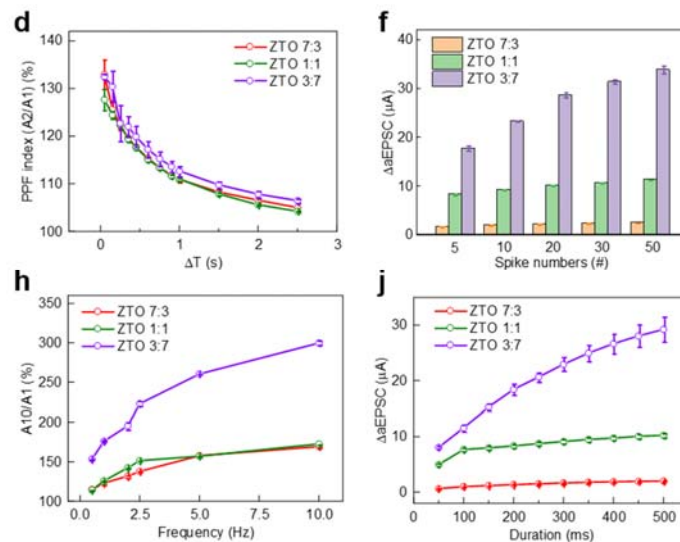 d
PPF index (A2/A1) (%)
140
130
120
110
100
ZTO 7:3
ZTO 1:1
ZTO 3:7
0
1
2
3
ΔT (s)
f
ΔaEPSC (μA)
40
30
20
10
0
ZTO 7:3
ZTO 1:1
ZTO 3:7
5
10
20
30
50
Spike numbers (#)
h
A10/A1 (%)
350
300
250
200
150
100
ZTO 7:3
ZTO 1:1
ZTO 3:7
0.0
2.5
5.0
7.5
10.0
Frequency (Hz)
j
ΔaEPSC (μA)
30
20
10
0
ZTO 7:3
ZTO 1:1
ZTO 3:7
0
100
200
300
400
500
Duration (ms)